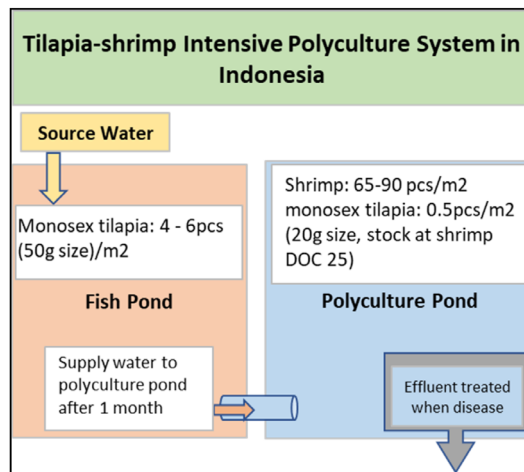 Tilapia-shrimp Intensive Polyculture System in
Indonesia
Source Water
Monosex tilapia: 4 - 6pcs
(50g size)/m2
Fish Pond
Supply water to
polyculture pond
after 1 month
Shrimp: 65-90 pcs/m2
monosex tilapia: 0.5pcs/m2
(20g size, stock at shrimp
DOC 25)
Polyculture Pond
Effluent treated
when disease